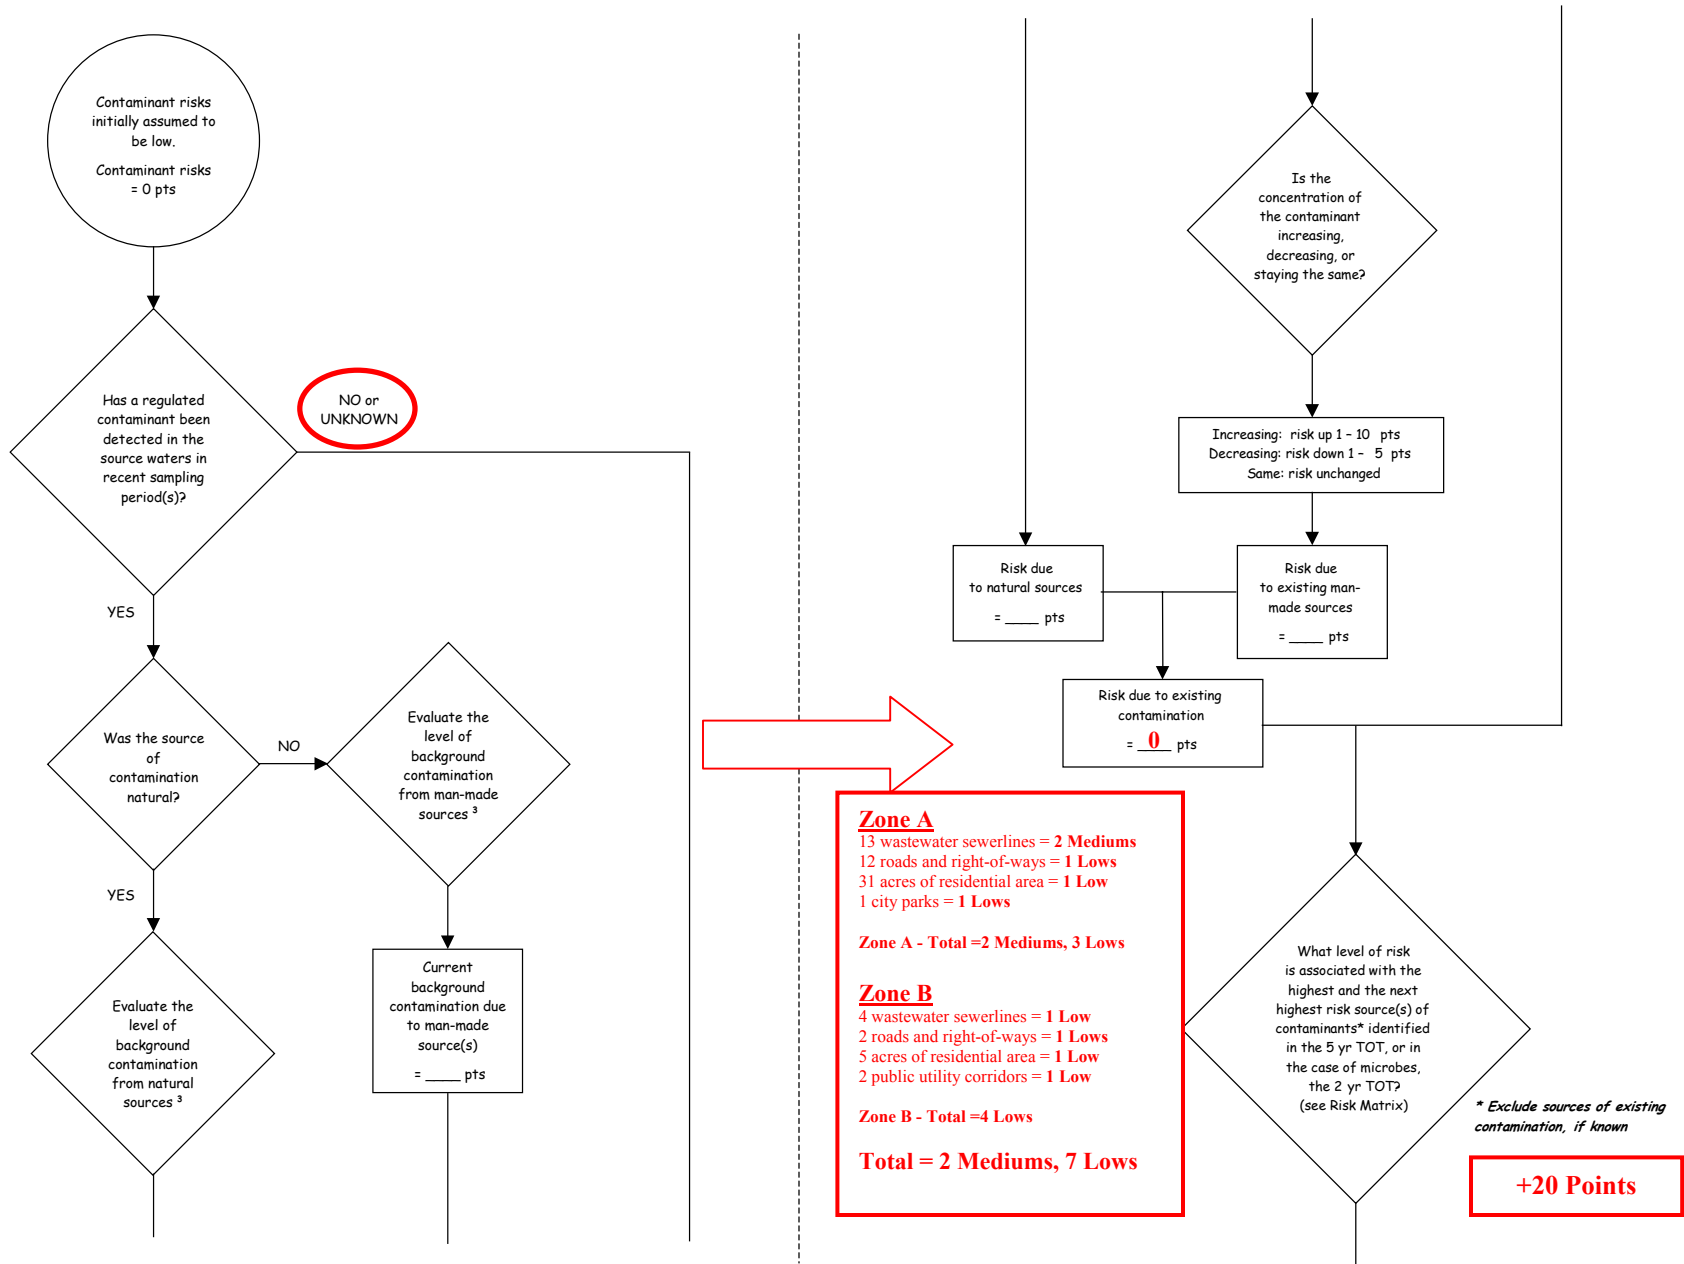 Contaminant risks
initially assumed to
be low.
Contaminant risks
= 0 pts
Has a regulated
contaminant been
detected in the
source waters in
recent sampling
period(s)?
NO or
UNKNOWN
YES
Was the source
of
contamination
natural?
NO
Evaluate the
level of
background
contamination
from man-made
sources ³
YES
Evaluate the
level of
background
contamination
from natural
sources ³
Current
background
contamination due
to man-made
source(s)
= ____ pts
Is the
concentration of
the contaminant
increasing,
decreasing, or
staying the same?
Increasing: risk up 1 – 10 pts
Decreasing: risk down 1 – 5 pts
Same: risk unchanged
Risk due
to natural sources
= ____ pts
Risk due
to existing man-
made sources
= ____ pts
Risk due to existing
contamination
= __0__ pts
Zone A
13 wastewater sewerlines = 2 Mediums
12 roads and right-of-ways = 1 Lows
31 acres of residential area = 1 Low
1 city parks = 1 Lows
Zone A - Total =2 Mediums, 3 Lows
Zone B
4 wastewater sewerlines = 1 Low
2 roads and right-of-ways = 1 Lows
5 acres of residential area = 1 Low
2 public utility corridors = 1 Low
Zone B - Total =4 Lows
Total = 2 Mediums, 7 Lows
What level of risk
is associated with the
highest and the next
highest risk source(s) of
contaminants* identified
in the 5 yr TOT, or in
the case of microbes,
the 2 yr TOT?
(see Risk Matrix)
* Exclude sources of existing
contamination, if known
+20 Points